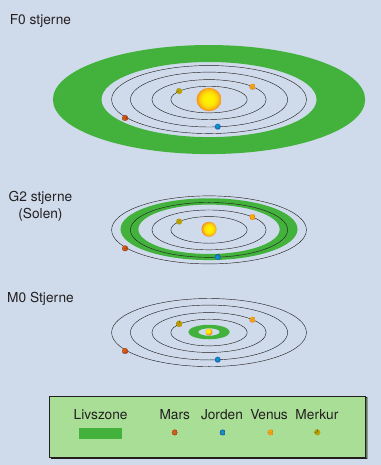 F0 stjerne
G2 stjerne
(Solen)
M0 Stjerne
Livszone Mars Jorden Venus Merkur